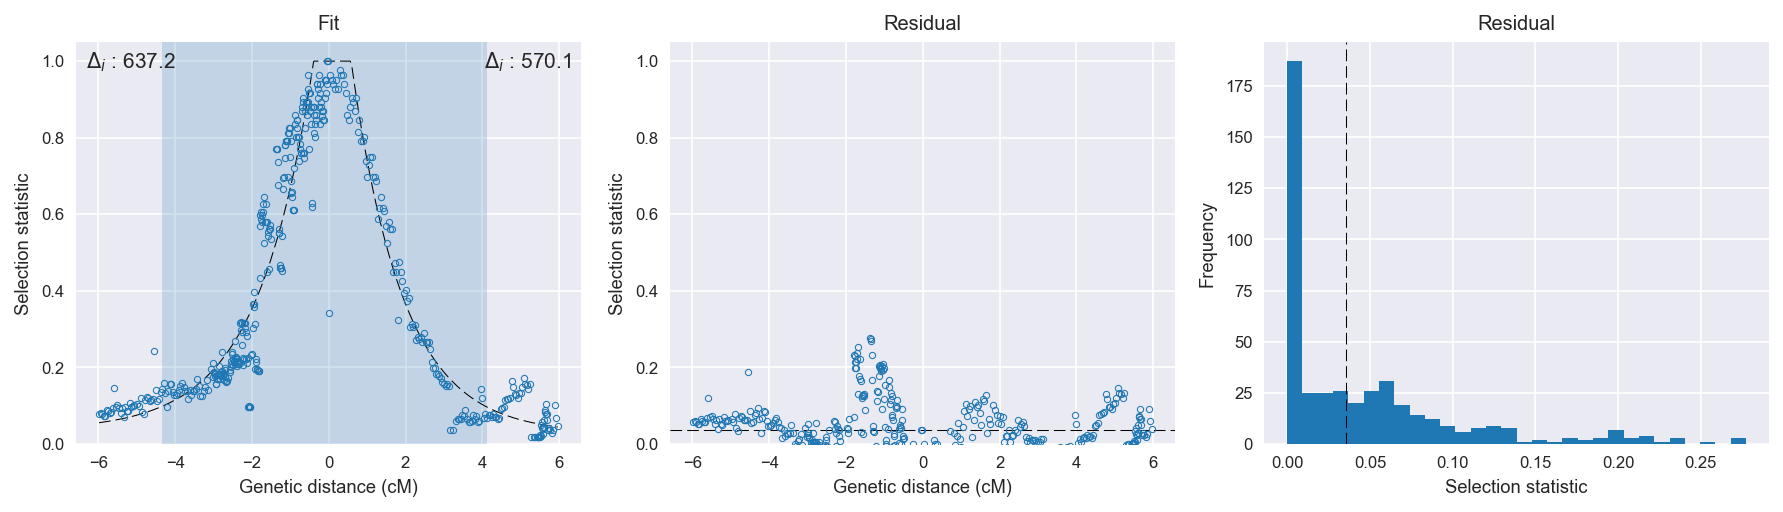 Fit
Δi : 637.2
Δi : 570.1
1.0
0.8
0.6
0.4
0.2
0.0
Selection statistic
−6 −4 −2 0 2 4 6
Genetic distance (cM)
Residual
1.0
0.8
0.6
0.4
0.2
0.0
Selection statistic
−6 −4 −2 0 2 4 6
Genetic distance (cM)
Residual
175
150
125
100
75
50
25
0
Frequency
0.00 0.05 0.10 0.15 0.20 0.25
Selection statistic